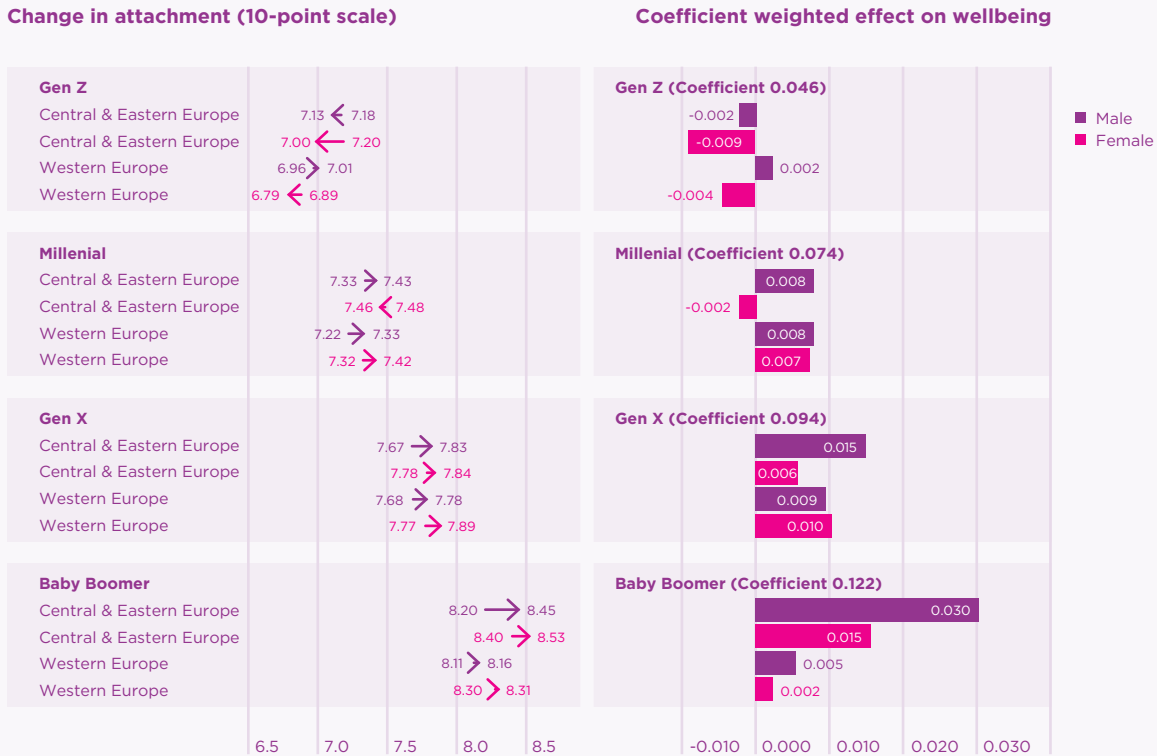 Change in attachment (10-point scale)
Gen Z
Central & Eastern Europe 7.13 7.18
Central & Eastern Europe 7.00 7.20
Western Europe 6.96 7.01
Western Europe 6.79 6.89
Millenial
Central & Eastern Europe 7.33 7.43
Central & Eastern Europe 7.46 7.48
Western Europe 7.22 7.33
Western Europe 7.32 7.42
Gen X
Central & Eastern Europe 7.67 7.83
Central & Eastern Europe 7.78 7.84
Western Europe 7.68 7.78
Western Europe 7.77 7.89
Baby Boomer
Central & Eastern Europe 8.20 8.45
Central & Eastern Europe 8.40 8.53
Western Europe 8.11 8.16
Western Europe 8.30 8.31
6.5 7.0 7.5 8.0 8.5
Coefficient weighted effect on wellbeing
Gen Z (Coefficient 0.046)
-0.002
-0.009
0.002
-0.004
Millenial (Coefficient 0.074)
0.008
-0.002
0.008
0.007
Gen X (Coefficient 0.094)
0.015
0.006
0.009
0.010
Baby Boomer (Coefficient 0.122)
0.030
0.015
0.005
0.002
-0.010 0.000 0.010 0.020 0.030
Male
Female